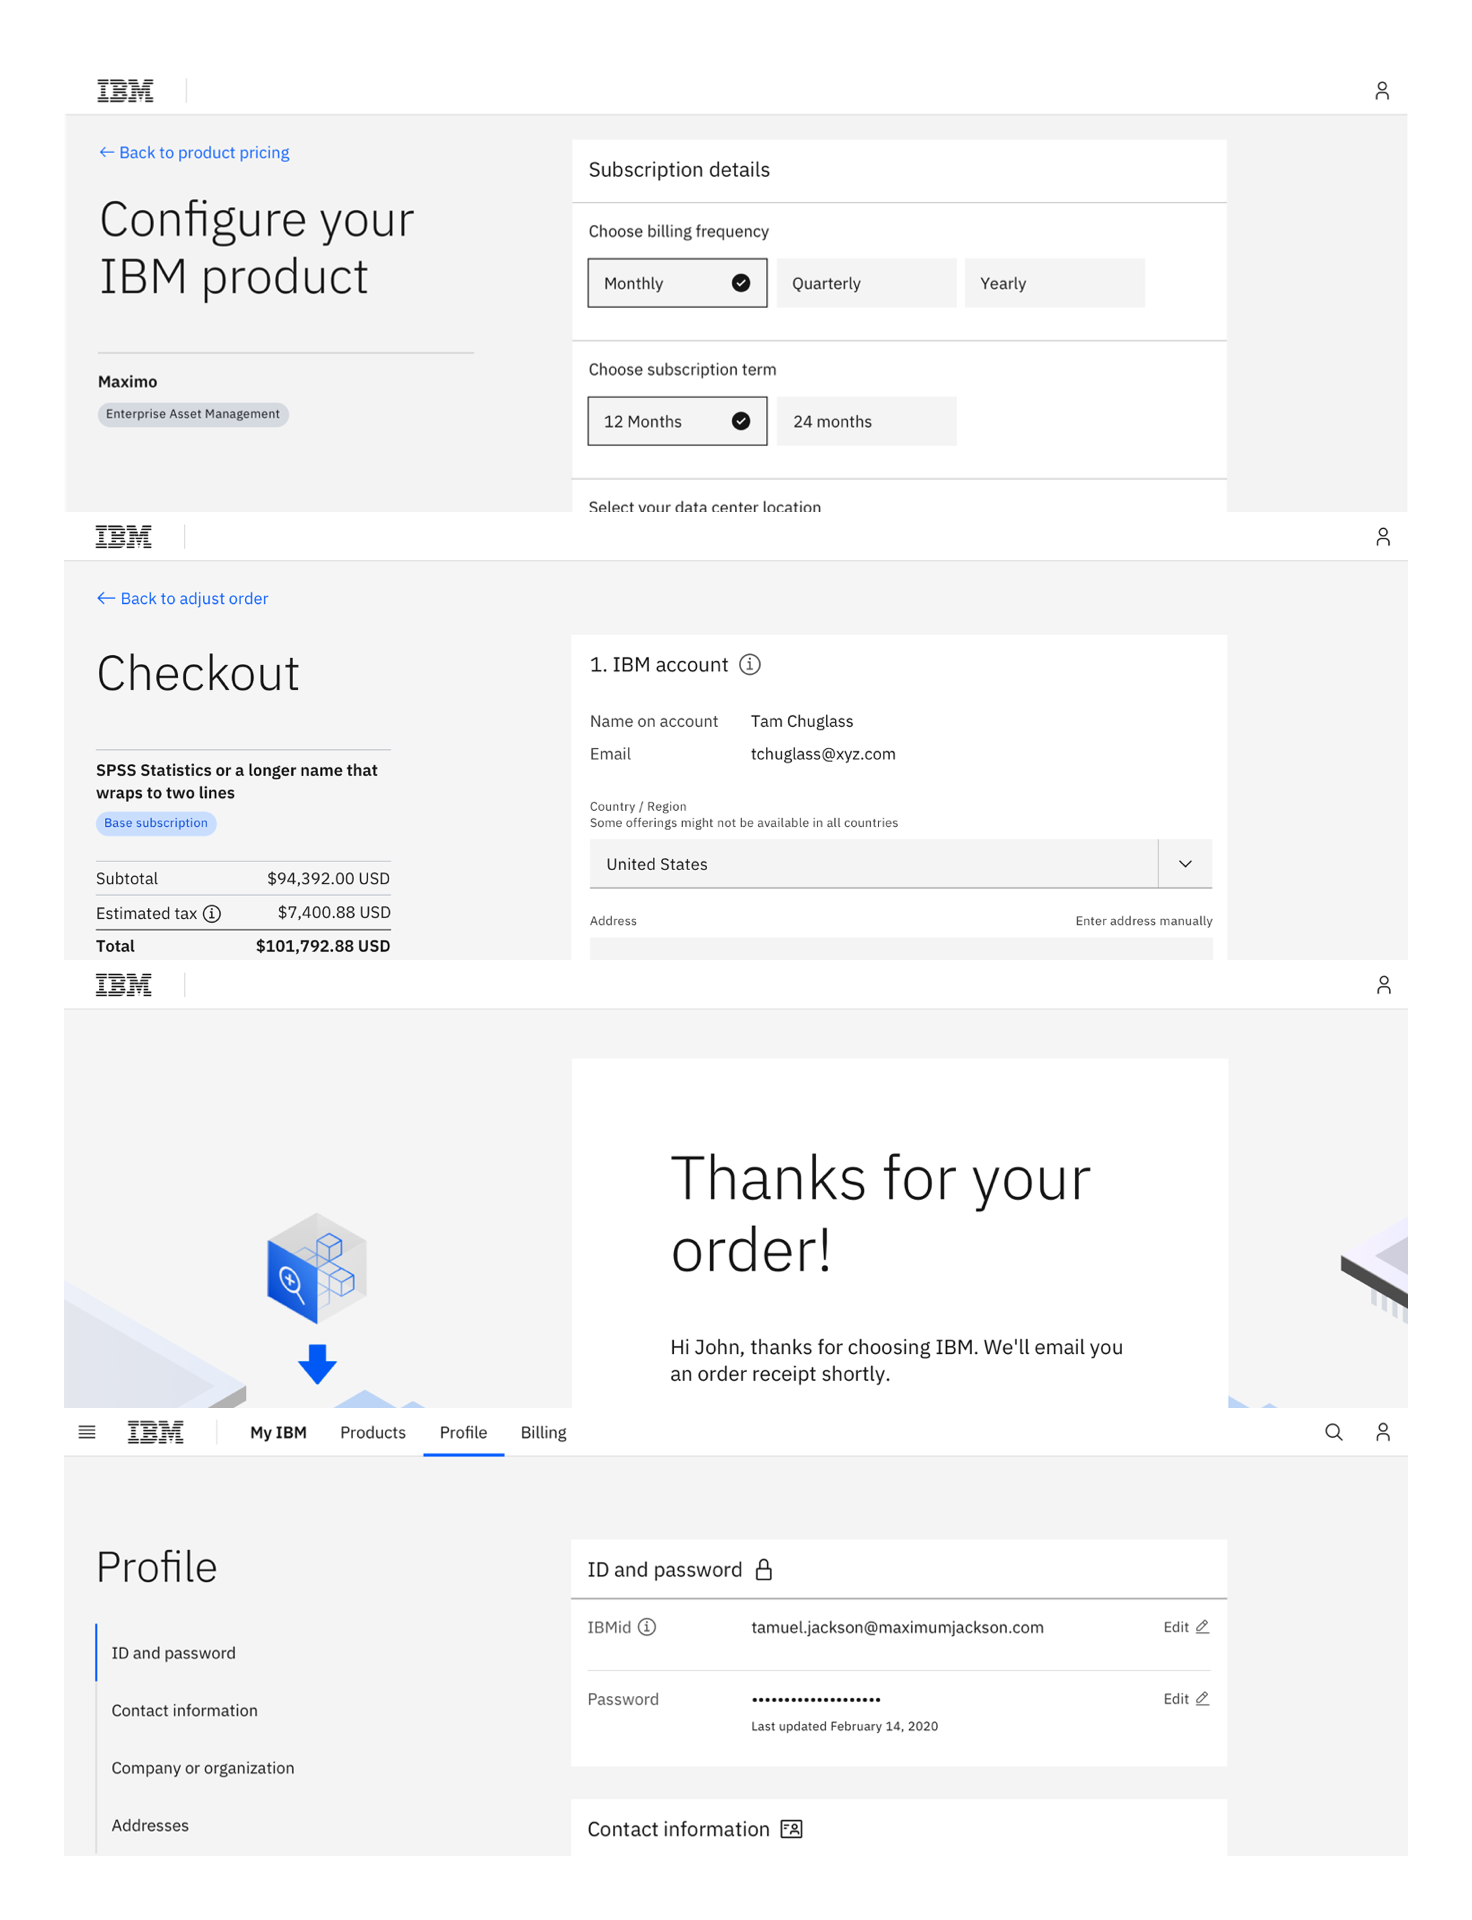 IBM
← Back to product pricing
Configure your
IBM product
Maximo
Enterprise Asset Management
Subscription details
Choose billing frequency
Monthly Quarterly Yearly
Choose subscription term
12 Months 24 months
Select your data center location
IBM
← Back to adjust order
Checkout
SPSS Statistics or a longer name that
wraps to two lines
Base subscription
Subtotal $94,392.00 USD
Estimated tax $7,400.88 USD
Total $101,792.88 USD
1. IBM account
Name on account Tam Chuglass
Email tchuglass@xyz.com
Country / Region
Some offerings might not be available in all countries
United States
Address Enter address manually
IBM
Thanks for your
order!
Hi John, thanks for choosing IBM. We'll email you
an order receipt shortly.
IBM My IBM Products Profile Billing
Profile
ID and password
Contact information
Company or organization
Addresses
ID and password
IBMid tamuel.jackson@maximumjackson.com Edit
Password •••••••••••••••••••• Edit
Last updated February 14, 2020
Contact information